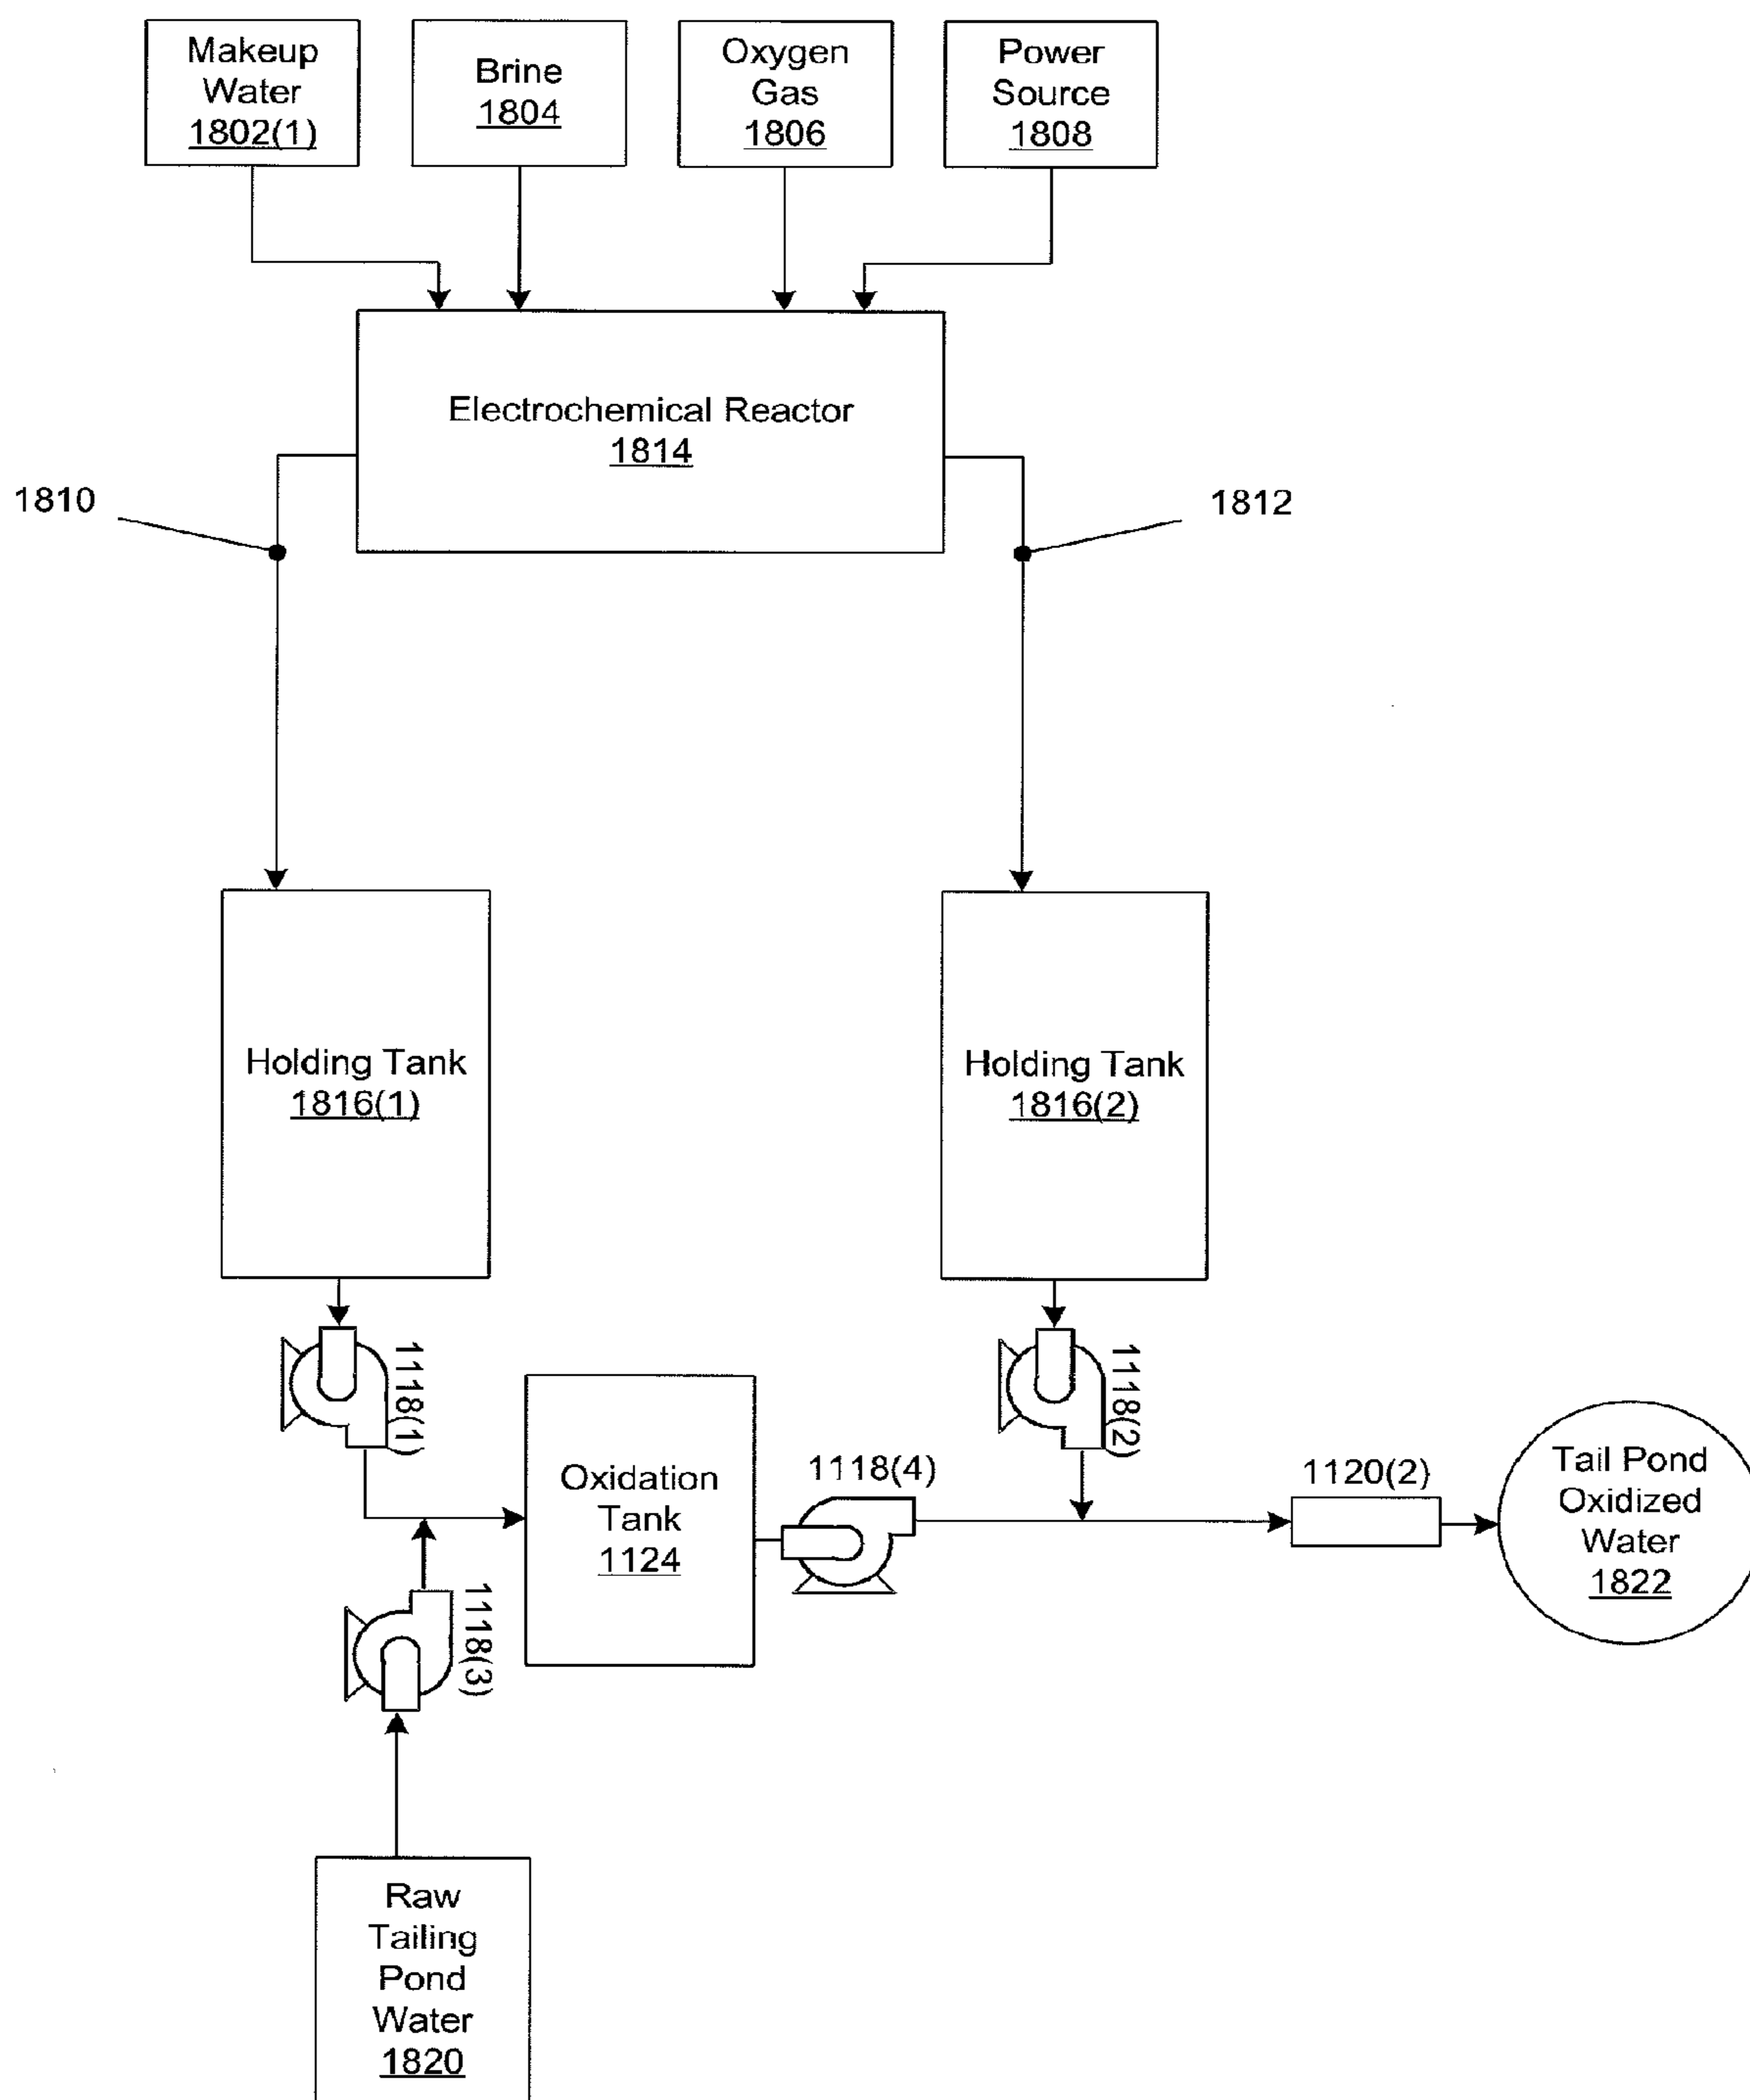 Makeup
Water
1802(1)
Brine
1804
Oxygen
Gas
1806
Power
Source
1808
Electrochemical Reactor
1814
1810
1812
Holding Tank
1816(1)
Holding Tank
1816(2)
1118(1)
1118(2)
Oxidation
Tank
1124
1118(4)
1120(2)
Tail Pond
Oxidized
Water
1822
1118(3)
Raw
Tailing
Pond
Water
1820